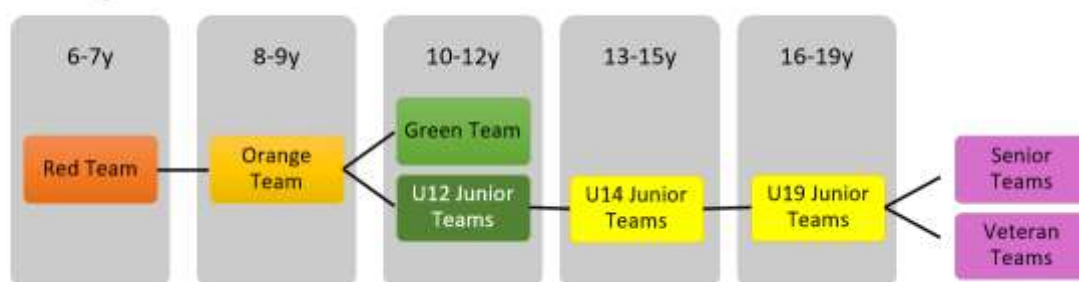 6-7y
8-9y
10-12y
13-15y
16-19y
Red Team
Orange
Team
Green Team
U12 Junior
Teams
U14 Junior
Teams
U19 Junior
Teams
Senior
Teams
Veteran
Teams